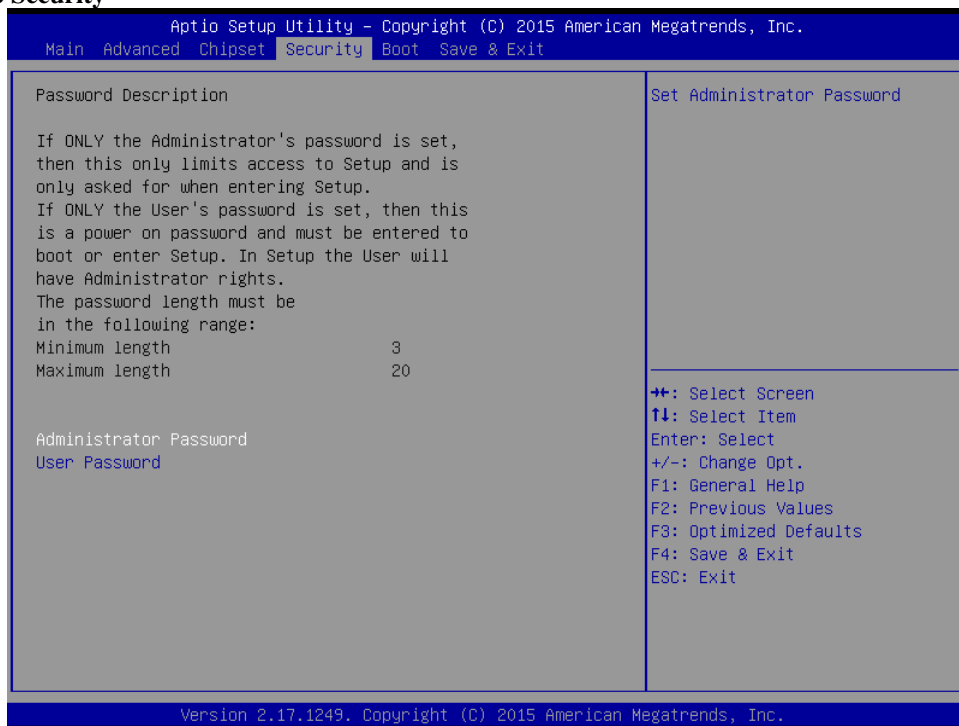 Security
Aptio Setup Utility – Copyright (C) 2015 American Megatrends, Inc.
Main Advanced Chipset Security Boot Save & Exit
Password Description
If ONLY the Administrator's password is set,
then this only limits access to Setup and is
only asked for when entering Setup.
If ONLY the User's password is set, then this
is a power on password and must be entered to
boot or enter Setup. In Setup the User will
have Administrator rights.
The password length must be
in the following range:
Minimum length 3
Maximum length 20
Administrator Password
User Password
Set Administrator Password
→←: Select Screen
↑↓: Select Item
Enter: Select
+/-: Change Opt.
F1: General Help
F2: Previous Values
F3: Optimized Defaults
F4: Save & Exit
ESC: Exit
Version 2.17.1249. Copyright (C) 2015 American Megatrends, Inc.